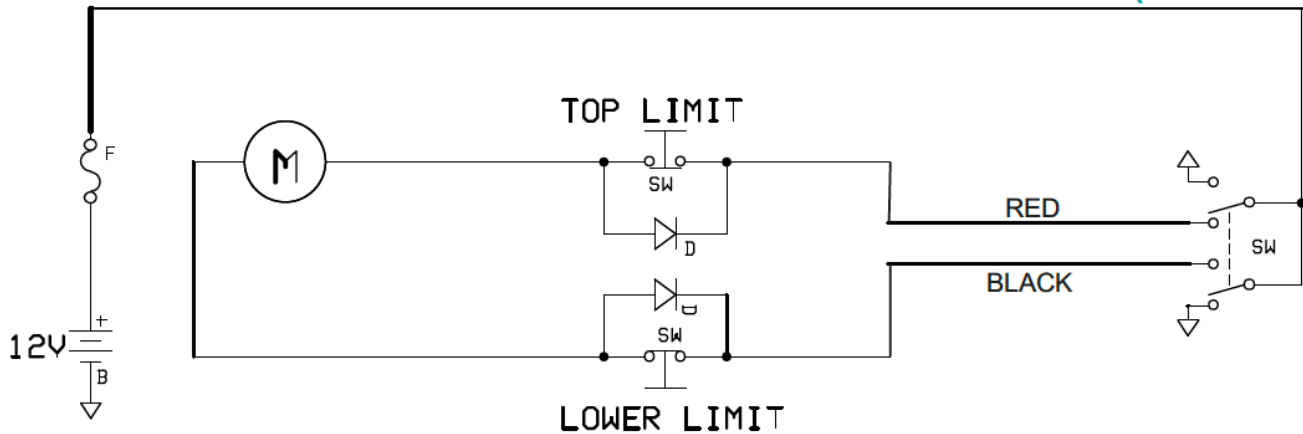 TOP LIMIT
F
M
SW
D
RED
SW
BLACK
D
SW
+
12V
B
LOWER LIMIT